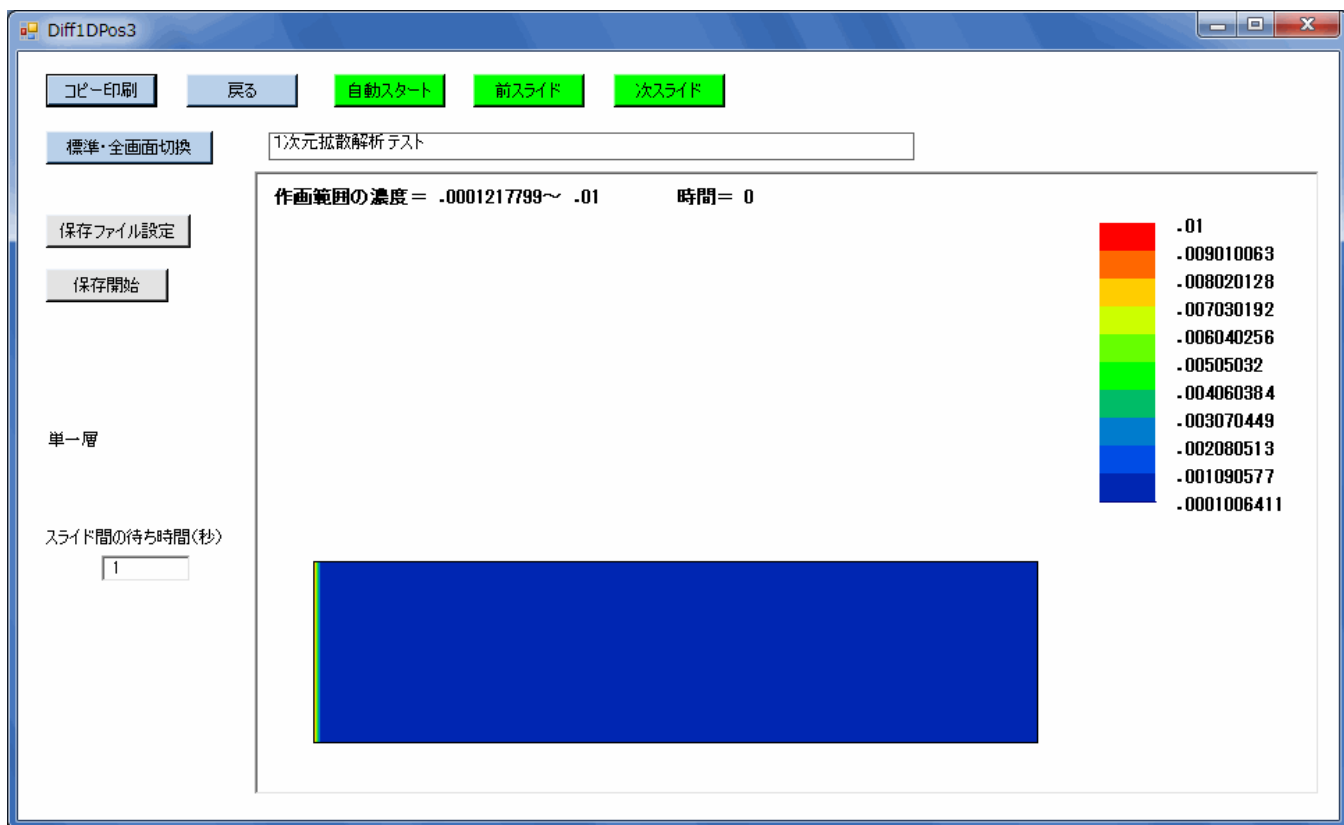 Diff1DPos3
コピー印刷 戻る 自動スタート 前スライド 次スライド
標準・全画面切換 1次元拡散解析テスト
作画範囲の濃度= .0001217799～ .01 時間= 0
保存ファイル設定
保存開始
.01
.009010063
.008020128
.007030192
.006040256
.00505032
.004060384
.003070449
.002080513
.001090577
.0001006411
単一層
スライド間の待ち時間(秒)
1